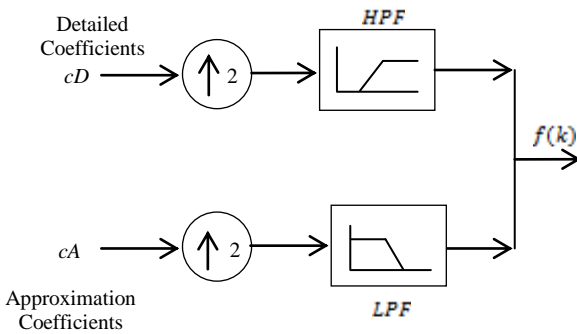 Detailed
Coefficients
cD
2
HPF
f(k)
cA
2
LPF
Approximation
Coefficients